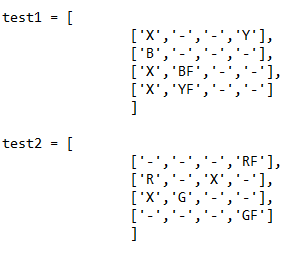 test1 = [
['X','-','-','Y'],
['B','-','-','-'],
['X','BF','-','-'],
['X','YF','-','-']
]
test2 = [
['-','-','-','RF'],
['R','-','X','-'],
['X','G','-','-'],
['-','-','-','GF']
]